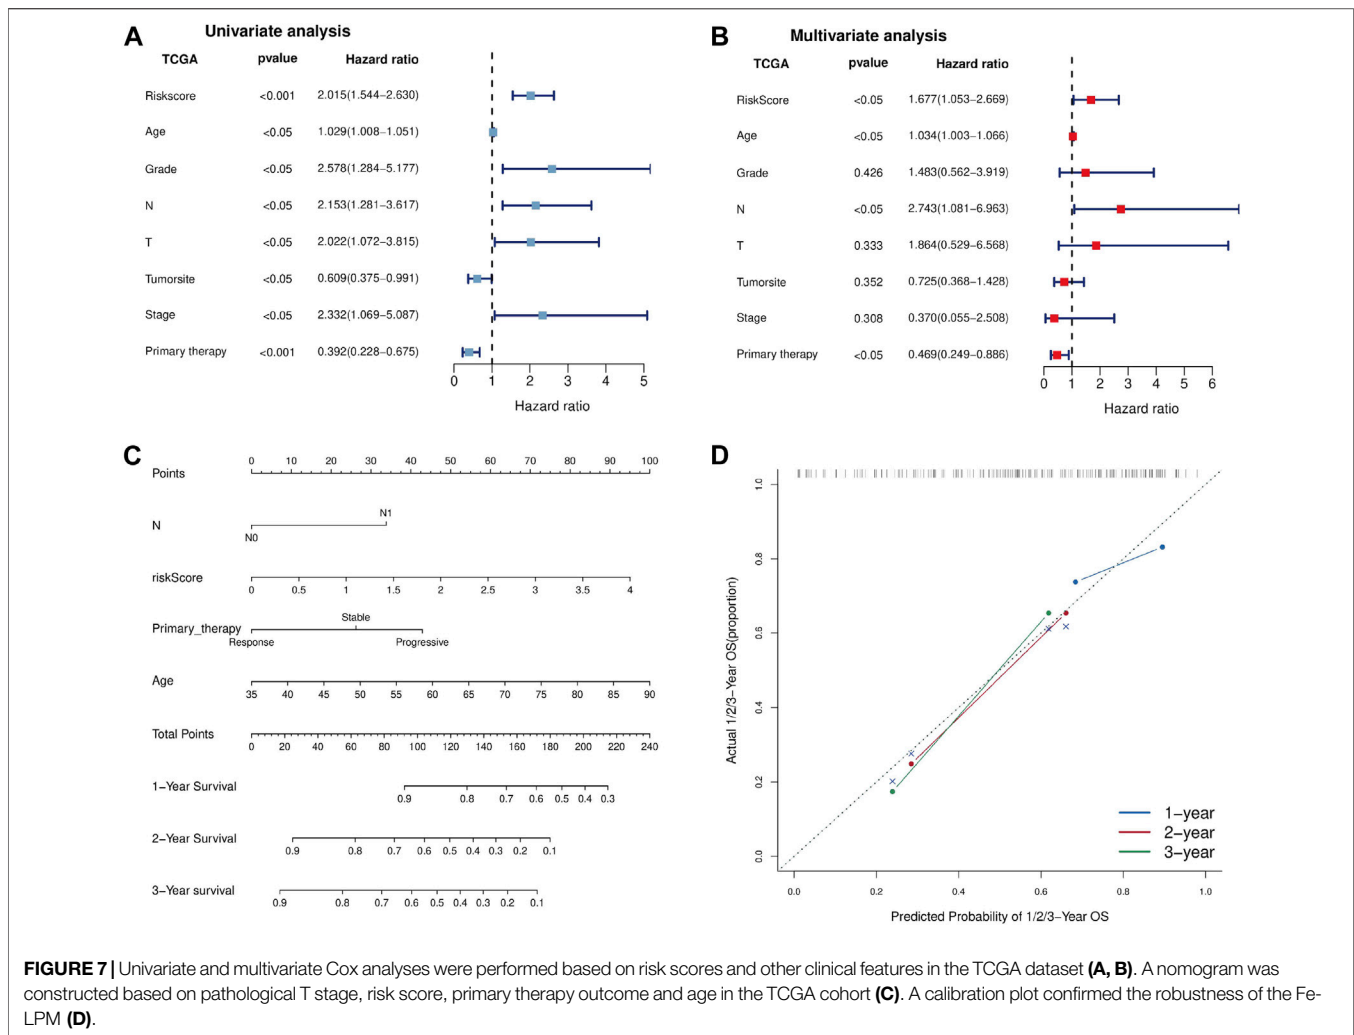 A
Univariate analysis
TCGA pvalue Hazard ratio
Riskscore <0.001 2.015(1.544−2.630)
Age <0.05 1.029(1.008−1.051)
Grade <0.05 2.578(1.284−5.177)
N <0.05 2.153(1.281−3.617)
T <0.05 2.022(1.072−3.815)
Tumorsite <0.05 0.609(0.375−0.991)
Stage <0.05 2.332(1.069−5.087)
Primary therapy <0.001 0.392(0.228−0.675)
0 1 2 3 4 5
Hazard ratio
B
Multivariate analysis
TCGA pvalue Hazard ratio
RiskScore <0.05 1.677(1.053−2.669)
Age <0.05 1.034(1.003−1.066)
Grade 0.426 1.483(0.562−3.919)
N <0.05 2.743(1.081−6.963)
T 0.333 1.864(0.529−6.568)
Tumorsite 0.352 0.725(0.368−1.428)
Stage 0.308 0.370(0.055−2.508)
Primary therapy <0.05 0.469(0.249−0.886)
0 1 2 3 4 5 6
Hazard ratio
C
Points 0 10 20 30 40 50 60 70 80 90 100
N N0 N1
riskScore 0 0.5 1 1.5 2 2.5 3 3.5 4
Primary_therapy Response Stable Progressive
Age 35 40 45 50 55 60 65 70 75 80 85 90
Total Points 0 20 40 60 80 100 120 140 160 180 200 220 240
1−Year Survival 0.9 0.8 0.7 0.6 0.5 0.4 0.3
2−Year Survival 0.9 0.8 0.7 0.6 0.5 0.4 0.3 0.2 0.1
3−Year survival 0.9 0.8 0.7 0.6 0.5 0.4 0.3 0.2 0.1
D
Actual 1/2/3−Year OS(proportion)
1.0
0.8
0.6
0.4
0.2
0.0
1−year
2−year
3−year
0.0 0.2 0.4 0.6 0.8 1.0
Predicted Probability of 1/2/3−Year OS
FIGURE 7 | Univariate and multivariate Cox analyses were performed based on risk scores and other clinical features in the TCGA dataset (A, B). A nomogram was
constructed based on pathological T stage, risk score, primary therapy outcome and age in the TCGA cohort (C). A calibration plot confirmed the robustness of the Fe-
LPM (D).